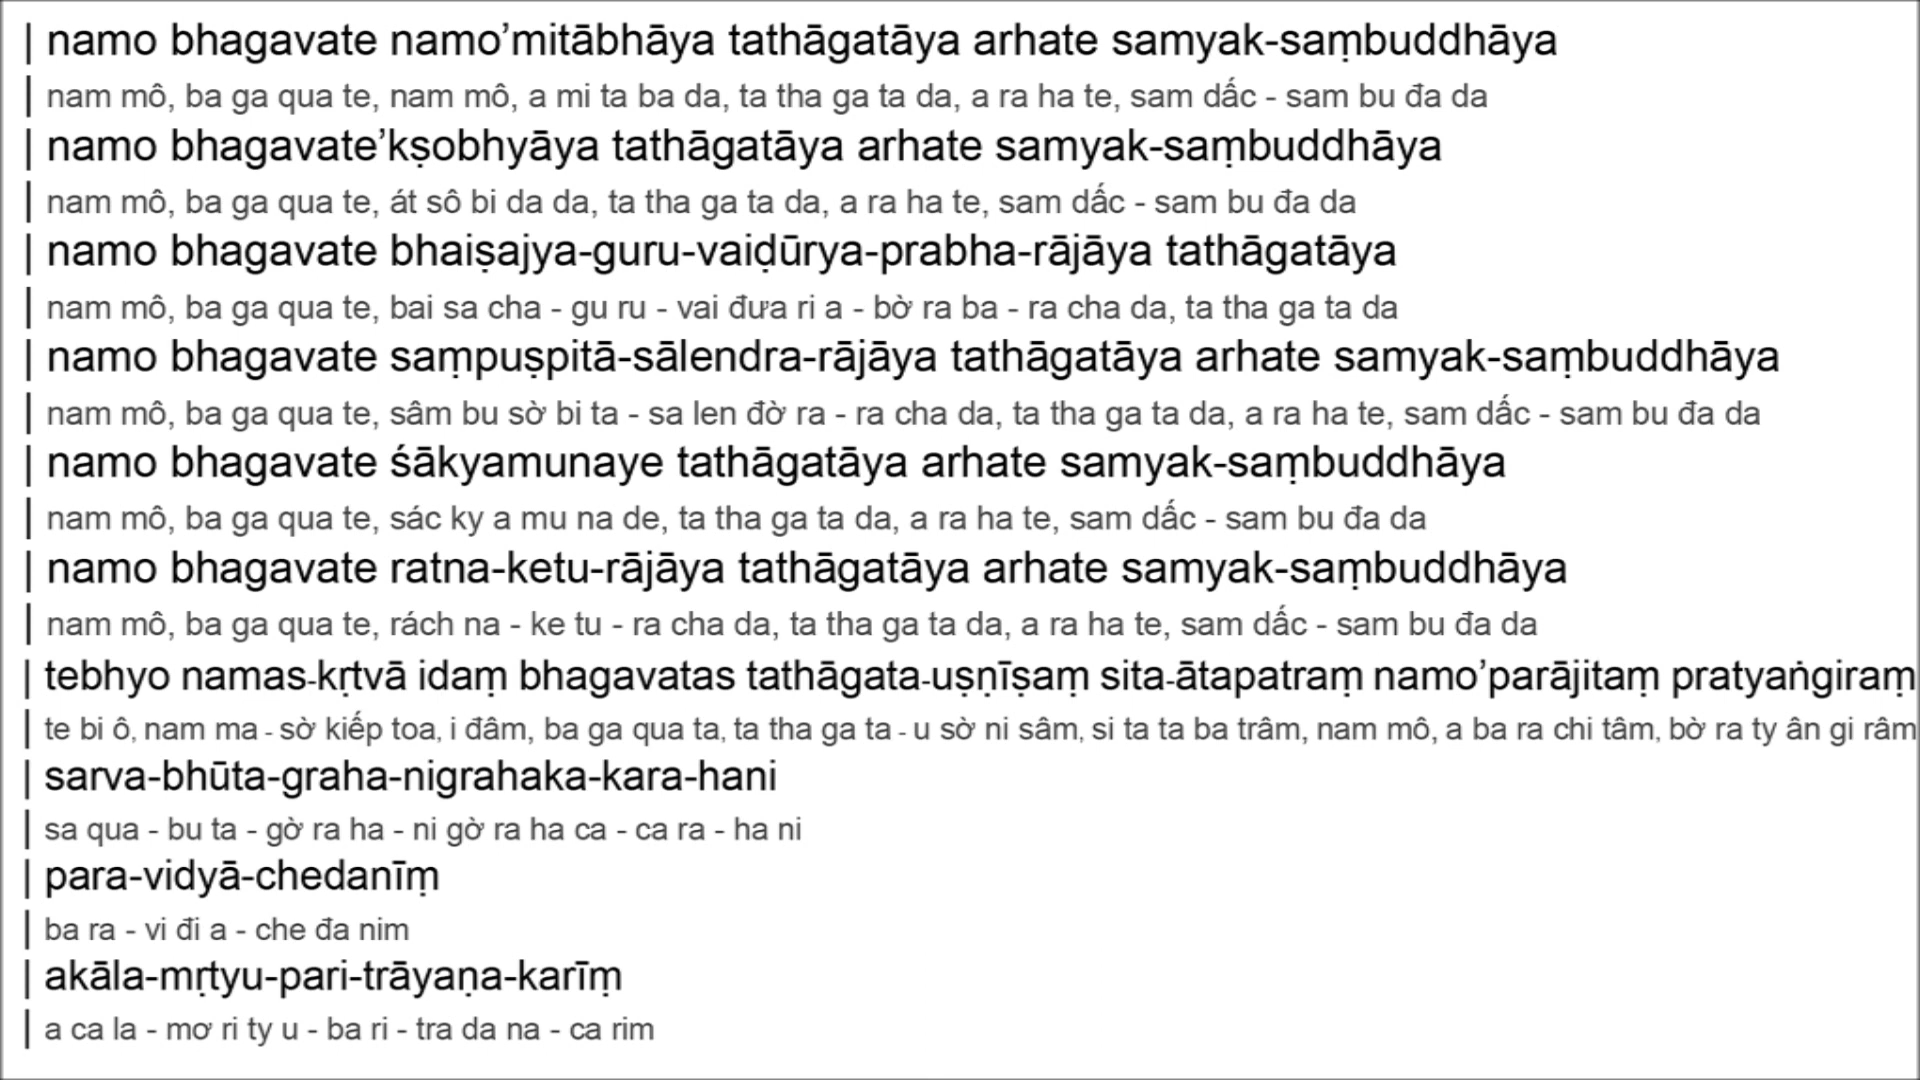 | namo bhagavate namo’mitābhāya tathāgatāya arhate samyak-saṃbuddhāya
| nam mô, ba ga qua te, nam mô, a mi ta ba da, ta tha ga ta da, a ra ha te, sam dấc - sam bu đa da
| namo bhagavate’kṣobhyāya tathāgatāya arhate samyak-saṃbuddhāya
| nam mô, ba ga qua te, át sô bi da da, ta tha ga ta da, a ra ha te, sam dấc - sam bu đa da
| namo bhagavate bhaiṣajya-guru-vaiḍūrya-prabha-rājāya tathāgatāya
| nam mô, ba ga qua te, bai sa cha - gu ru - vai đưa ri a - bờ ra ba - ra cha da, ta tha ga ta da
| namo bhagavate saṃpuṣpitā-sālendra-rājāya tathāgatāya arhate samyak-saṃbuddhāya
| nam mô, ba ga qua te, sâm bu sờ bi ta - sa len đờ ra - ra cha da, ta tha ga ta da, a ra ha te, sam dấc - sam bu đa da
| namo bhagavate śākyamunaye tathāgatāya arhate samyak-saṃbuddhāya
| nam mô, ba ga qua te, sác ky a mu na de, ta tha ga ta da, a ra ha te, sam dấc - sam bu đa da
| namo bhagavate ratna-ketu-rājāya tathāgatāya arhate samyak-saṃbuddhāya
| nam mô, ba ga qua te, rách na - ke tu - ra cha da, ta tha ga ta da, a ra ha te, sam dấc - sam bu đa da
| tebhyo namas-kṛtvā idaṃ bhagavatas tathāgata-uṣṇīṣaṃ sita-ātapatraṃ namo’parājitaṃ pratyaṅgiraṃ
| te bi ô, nam ma - sờ kiếp toa, i đâm, ba ga qua ta, ta tha ga ta - u sờ ni sâm, si ta ta ba trâm, nam mô, a ba ra chi tâm, bờ ra ty ân gi râm
| sarva-bhūta-graha-nigrahaka-kara-hani
| sa qua - bu ta - gờ ra ha - ni gờ ra ha ca - ca ra - ha ni
| para-vidyā-chedanīṃ
| ba ra - vi đi a - che đa nim
| akāla-mṛtyu-pari-trāyaṇa-karīṃ
| a ca la - mơ ri ty u - ba ri - tra da na - ca rim